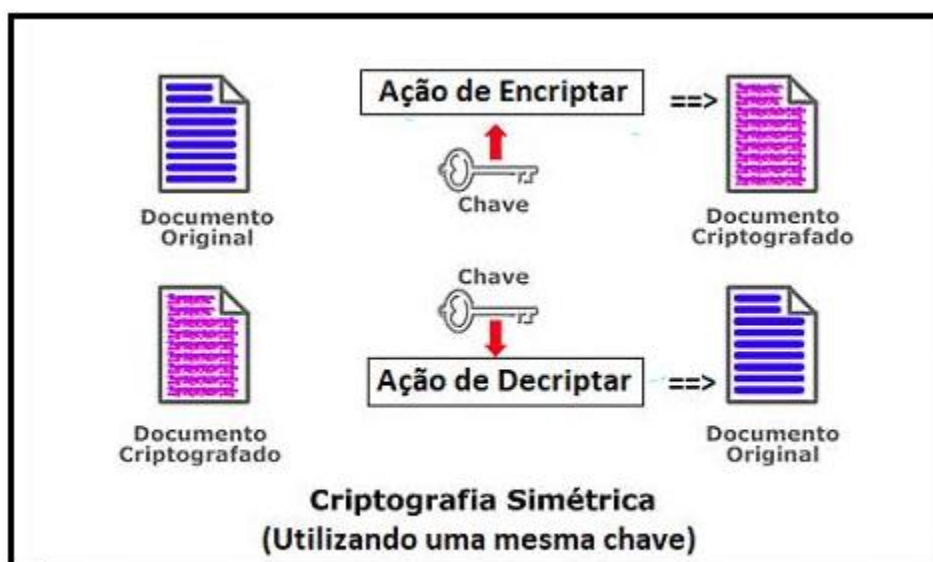 Ação de Encriptar ==>
Chave
Documento
Original
Documento
Criptografado
Chave
Ação de Decriptar ==>
Documento
Criptografado
Documento
Original
Criptografia Simétrica
(Utilizando uma mesma chave)